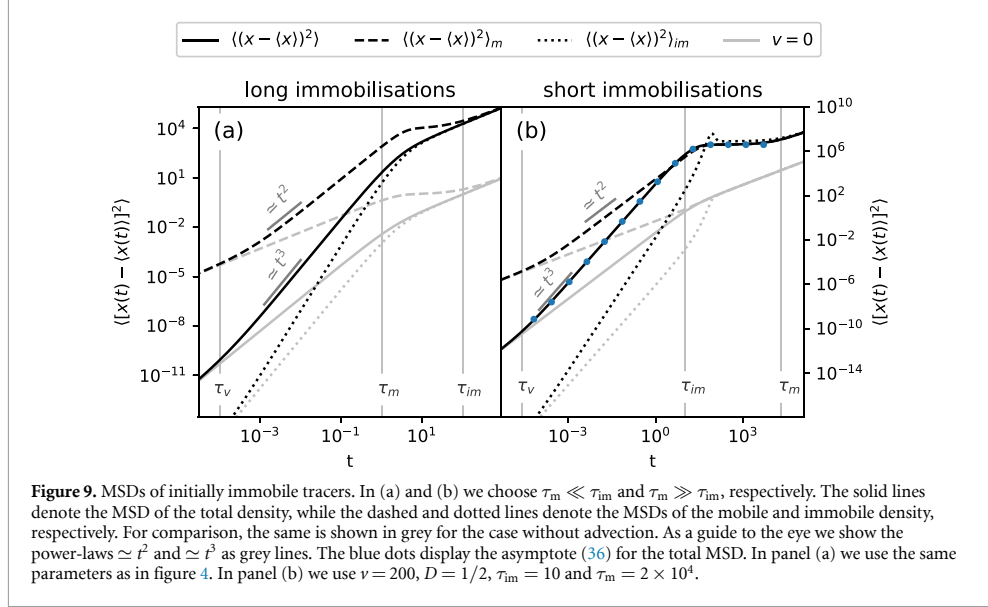 ⟨(x − ⟨x⟩)²⟩ ⟨(x − ⟨x⟩)²⟩ₘ ⟨(x − ⟨x⟩)²⟩ᵢₘ v = 0
long immobilisations short immobilisations
(a) (b)
10⁴
10¹
10⁻²
10⁻⁵
10⁻⁸
10⁻¹¹
⟨[x(t) − ⟨x(t)⟩]²⟩
≃ t²
≃ t³
τᵥ τₘ τᵢₘ
10⁻³ 10⁻¹ 10¹
t
≃ t²
≃ t³
τᵥ τᵢₘ τₘ
10⁻³ 10⁰ 10³
t
10¹⁰
10⁶
10²
10⁻²
10⁻⁶
10⁻¹⁰
10⁻¹⁴
⟨[x(t) − ⟨x(t)⟩]²⟩
Figure 9. MSDs of initially immobile tracers. In (a) and (b) we choose τₘ ≪ τᵢₘ and τₘ ≫ τᵢₘ, respectively. The solid lines
denote the MSD of the total density, while the dashed and dotted lines denote the MSDs of the mobile and immobile density,
respectively. For comparison, the same is shown in grey for the case without advection. As a guide to the eye we show the
power-laws ≃ t² and ≃ t³ as grey lines. The blue dots display the asymptote (36) for the total MSD. In panel (a) we use the same
parameters as in figure 4. In panel (b) we use v = 200, D = 1/2, τᵢₘ = 10 and τₘ = 2 × 10⁴.